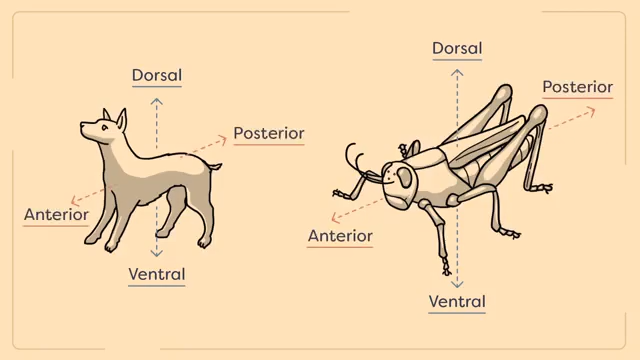 Dorsal
Posterior
Anterior
Ventral
Dorsal
Posterior
Anterior
Ventral